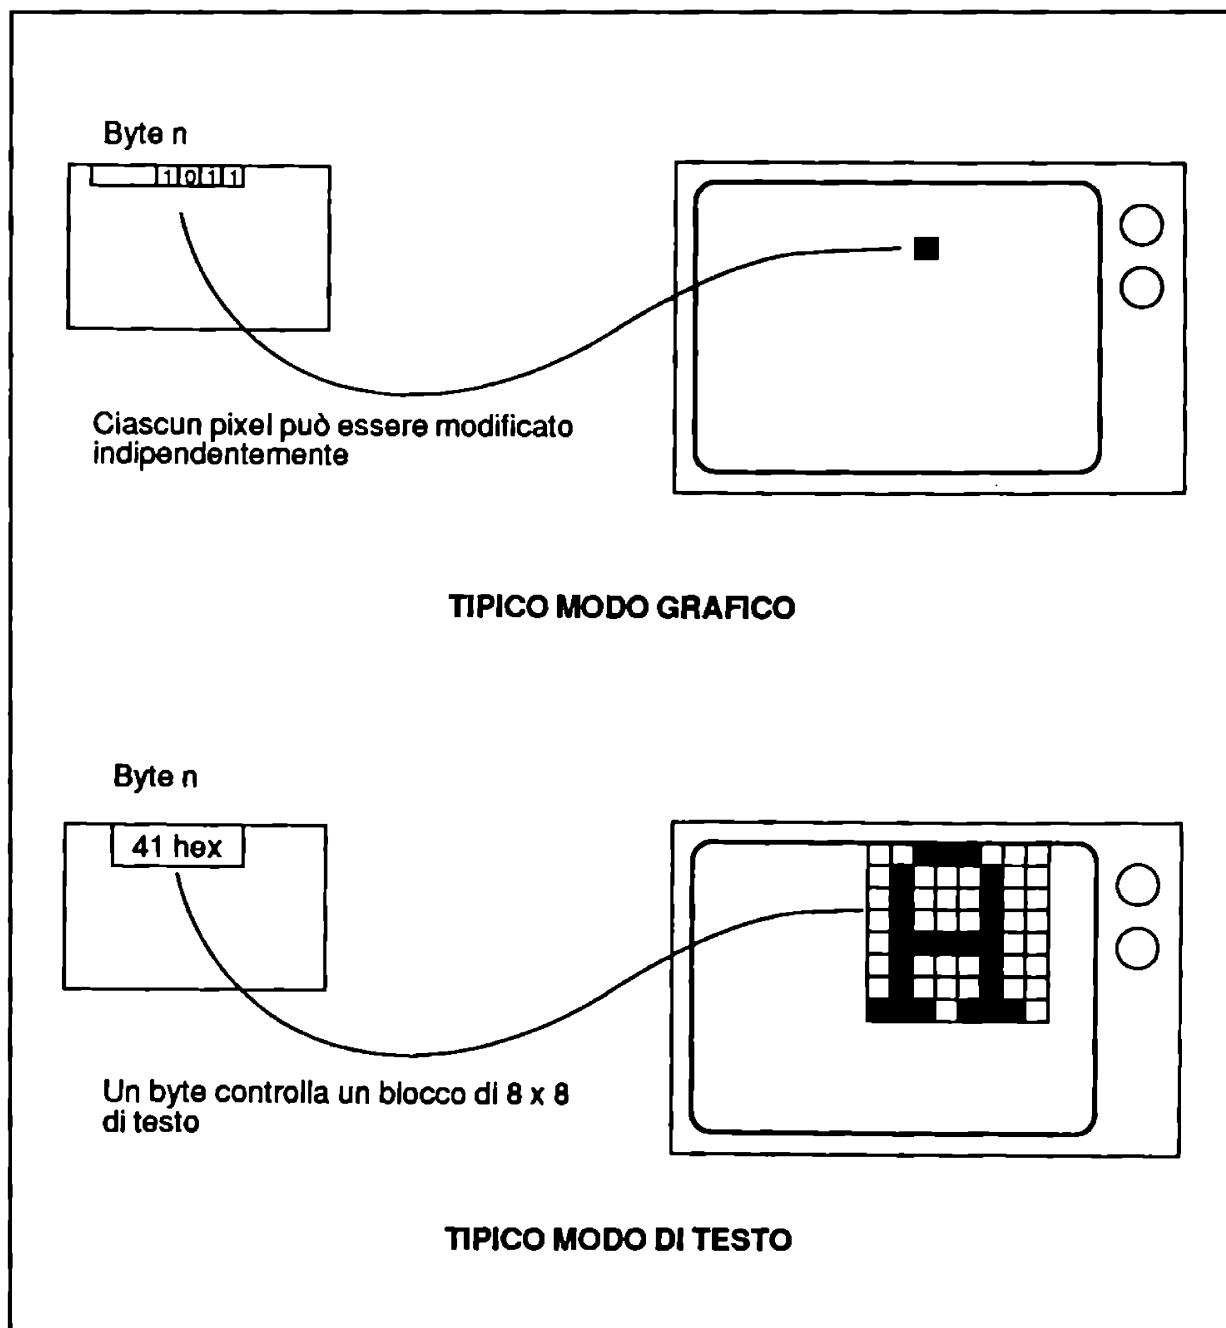 Byte n
1 0 1 1
Ciascun pixel può essere modificato
indipendentemente
TIPICO MODO GRAFICO
Byte n
41 hex
Un byte controlla un blocco di 8 x 8
di testo
TIPICO MODO DI TESTO